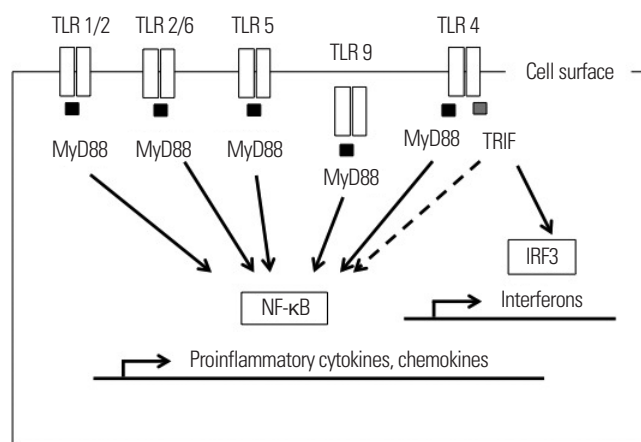 TLR 1/2
TLR 2/6
TLR 5
TLR 9
TLR 4
Cell surface
MyD88
MyD88
MyD88
MyD88
MyD88
TRIF
IRF3
NF-κB
Interferons
Proinflammatory cytokines, chemokines